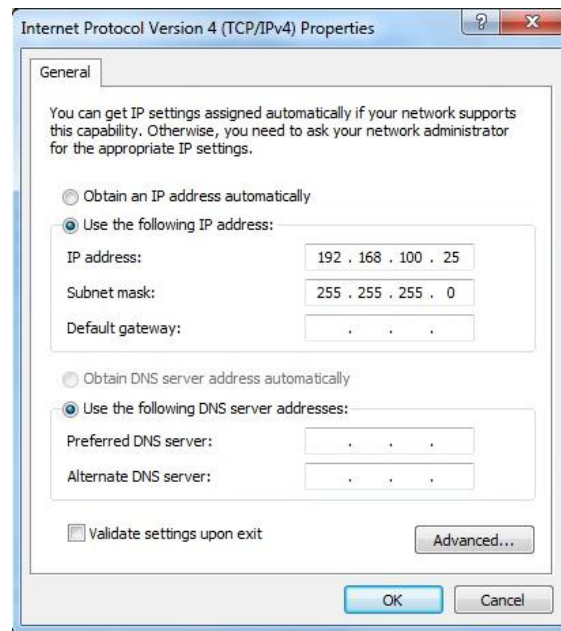 Internet Protocol Version 4 (TCP/IPv4) Properties
General
You can get IP settings assigned automatically if your network supports
this capability. Otherwise, you need to ask your network administrator
for the appropriate IP settings.
Obtain an IP address automatically
Use the following IP address:
IP address: 192 . 168 . 100 . 25
Subnet mask: 255 . 255 . 255 . 0
Default gateway: . . .
Obtain DNS server address automatically
Use the following DNS server addresses:
Preferred DNS server: . . .
Alternate DNS server: . . .
Validate settings upon exit
Advanced...
OK Cancel